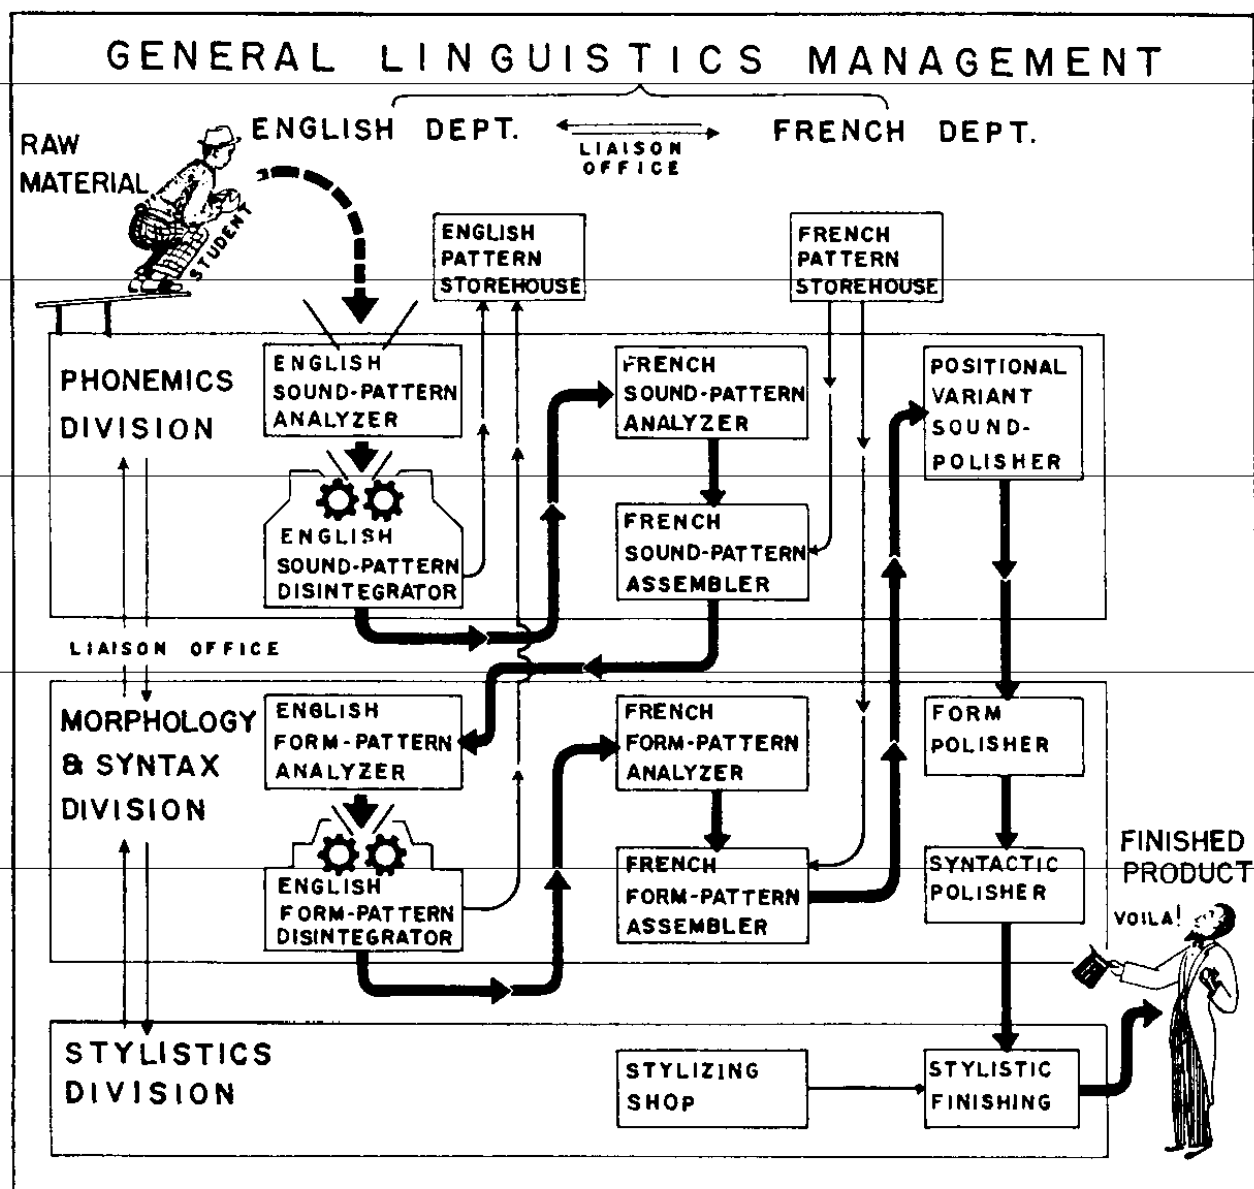 GENERAL LINGUISTICS MANAGEMENT
RAW
MATERIAL
STUDENT
ENGLISH DEPT.
LIAISON
OFFICE
FRENCH DEPT.
ENGLISH
PATTERN
STOREHOUSE
FRENCH
PATTERN
STOREHOUSE
PHONEMICS
DIVISION
ENGLISH
SOUND-PATTERN
ANALYZER
FRENCH
SOUND-PATTERN
ANALYZER
POSITIONAL
VARIANT
SOUND-
POLISHER
ENGLISH
SOUND-PATTERN
DISINTEGRATOR
FRENCH
SOUND-PATTERN
ASSEMBLER
LIAISON OFFICE
MORPHOLOGY
& SYNTAX
DIVISION
ENGLISH
FORM-PATTERN
ANALYZER
FRENCH
FORM-PATTERN
ANALYZER
FORM
POLISHER
ENGLISH
FORM-PATTERN
DISINTEGRATOR
FRENCH
FORM-PATTERN
ASSEMBLER
SYNTACTIC
POLISHER
FINISHED
PRODUCT
VOILA!
STYLISTICS
DIVISION
STYLIZING
SHOP
STYLISTIC
FINISHING